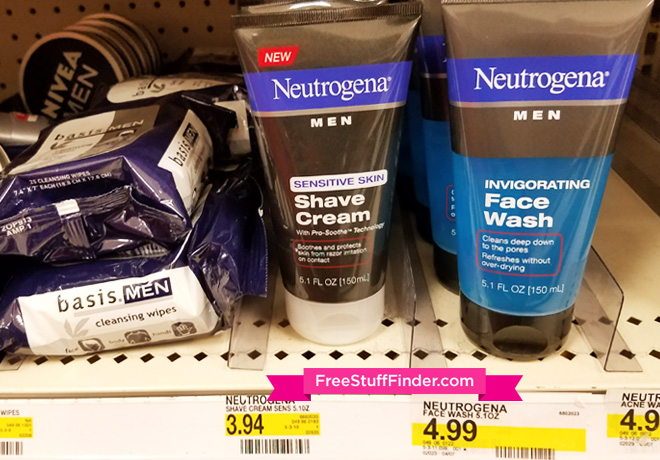 NIVEA
MEN
basis.MEN
25 CLEANSING WIPES
basis.MEN
basis.MEN
cleansing wipes
NEW
Neutrogena®
MEN
SENSITIVE SKIN
Shave
Cream
With Pro-Soothe™ Technology
Soothes and protects
skin from razor irritation
on contact
5.1 FL OZ [150 mL]
Neutrogena®
MEN
INVIGORATING
Face
Wash
Cleans deep down
to the pores
Refreshes without
over-drying
5.1 FL OZ [150 mL]
FreeStuffFinder.com
WIPES
NEUTROGENA
SHAVE CREAM SENS 5.1OZ
3.94
NEUTROGENA
FACE WASH 5.1OZ
4.99
NEUTR
ACNE WA
4.9